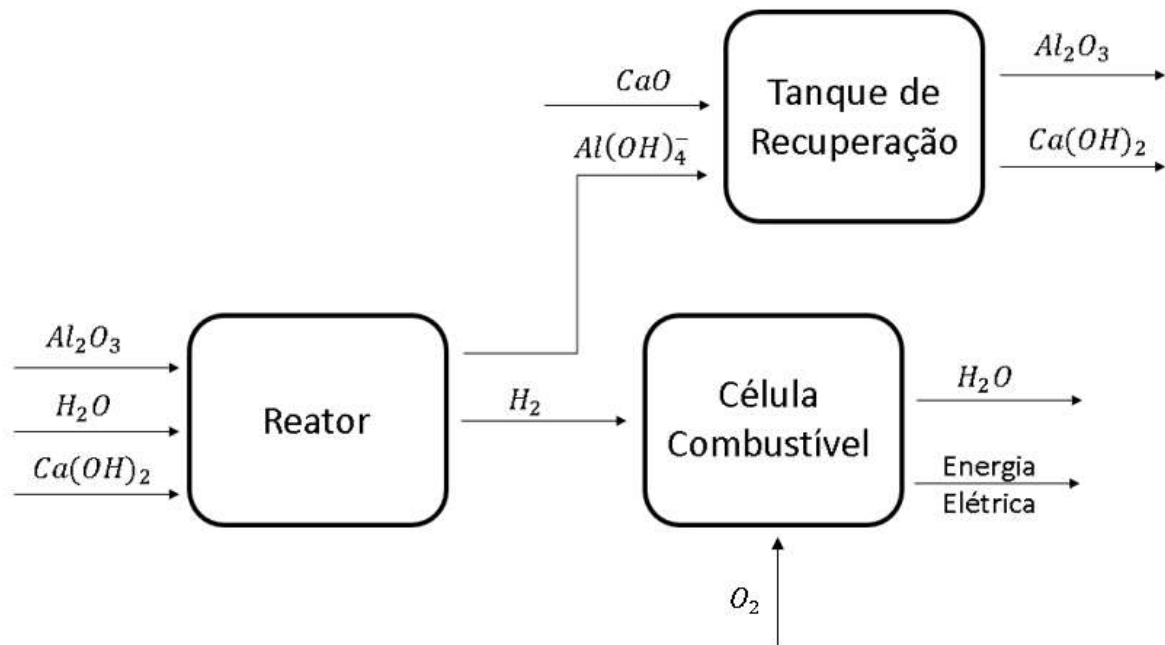 CaO
Al(OH)₄⁻
Tanque de
Recuperação
Al₂O₃
Ca(OH)₂
Al₂O₃
H₂O
Ca(OH)₂
Reator
H₂
Célula
Combustível
H₂O
Energia
Elétrica
O₂